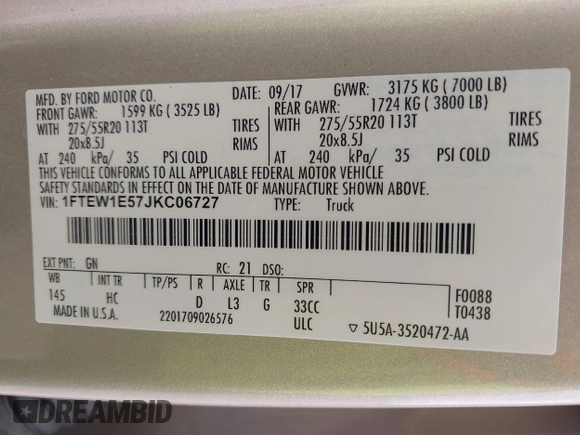 MFD. BY FORD MOTOR CO. DATE: 09/17 GVWR: 3175 KG ( 7000 LB)
FRONT GAWR: 1599 KG ( 3525 LB) REAR GAWR: 1724 KG ( 3800 LB)
WITH 275/55R20 113T TIRES WITH 275/55R20 113T TIRES
20x8.5J RIMS 20x8.5J RIMS
AT 240 kPa/ 35 PSI COLD AT 240 kPa/ 35 PSI COLD
THIS VEHICLE CONFORMS TO ALL APPLICABLE FEDERAL MOTOR VEHICLE
SAFETY STANDARDS IN EFFECT ON THE DATE OF MANUFACTURE SHOWN ABOVE.
VIN: 1FTEW1E57JKC06727 TYPE: Truck
EXT PNT: GN RC: 21 DSO:
WB INT TR TP/PS R AXLE TR SPR F0088
145 HC D L3 G 33CC T0438
MADE IN U.S.A. 2201709026576 ULC ▽ 5U5A-3520472-AA
DREAMBID